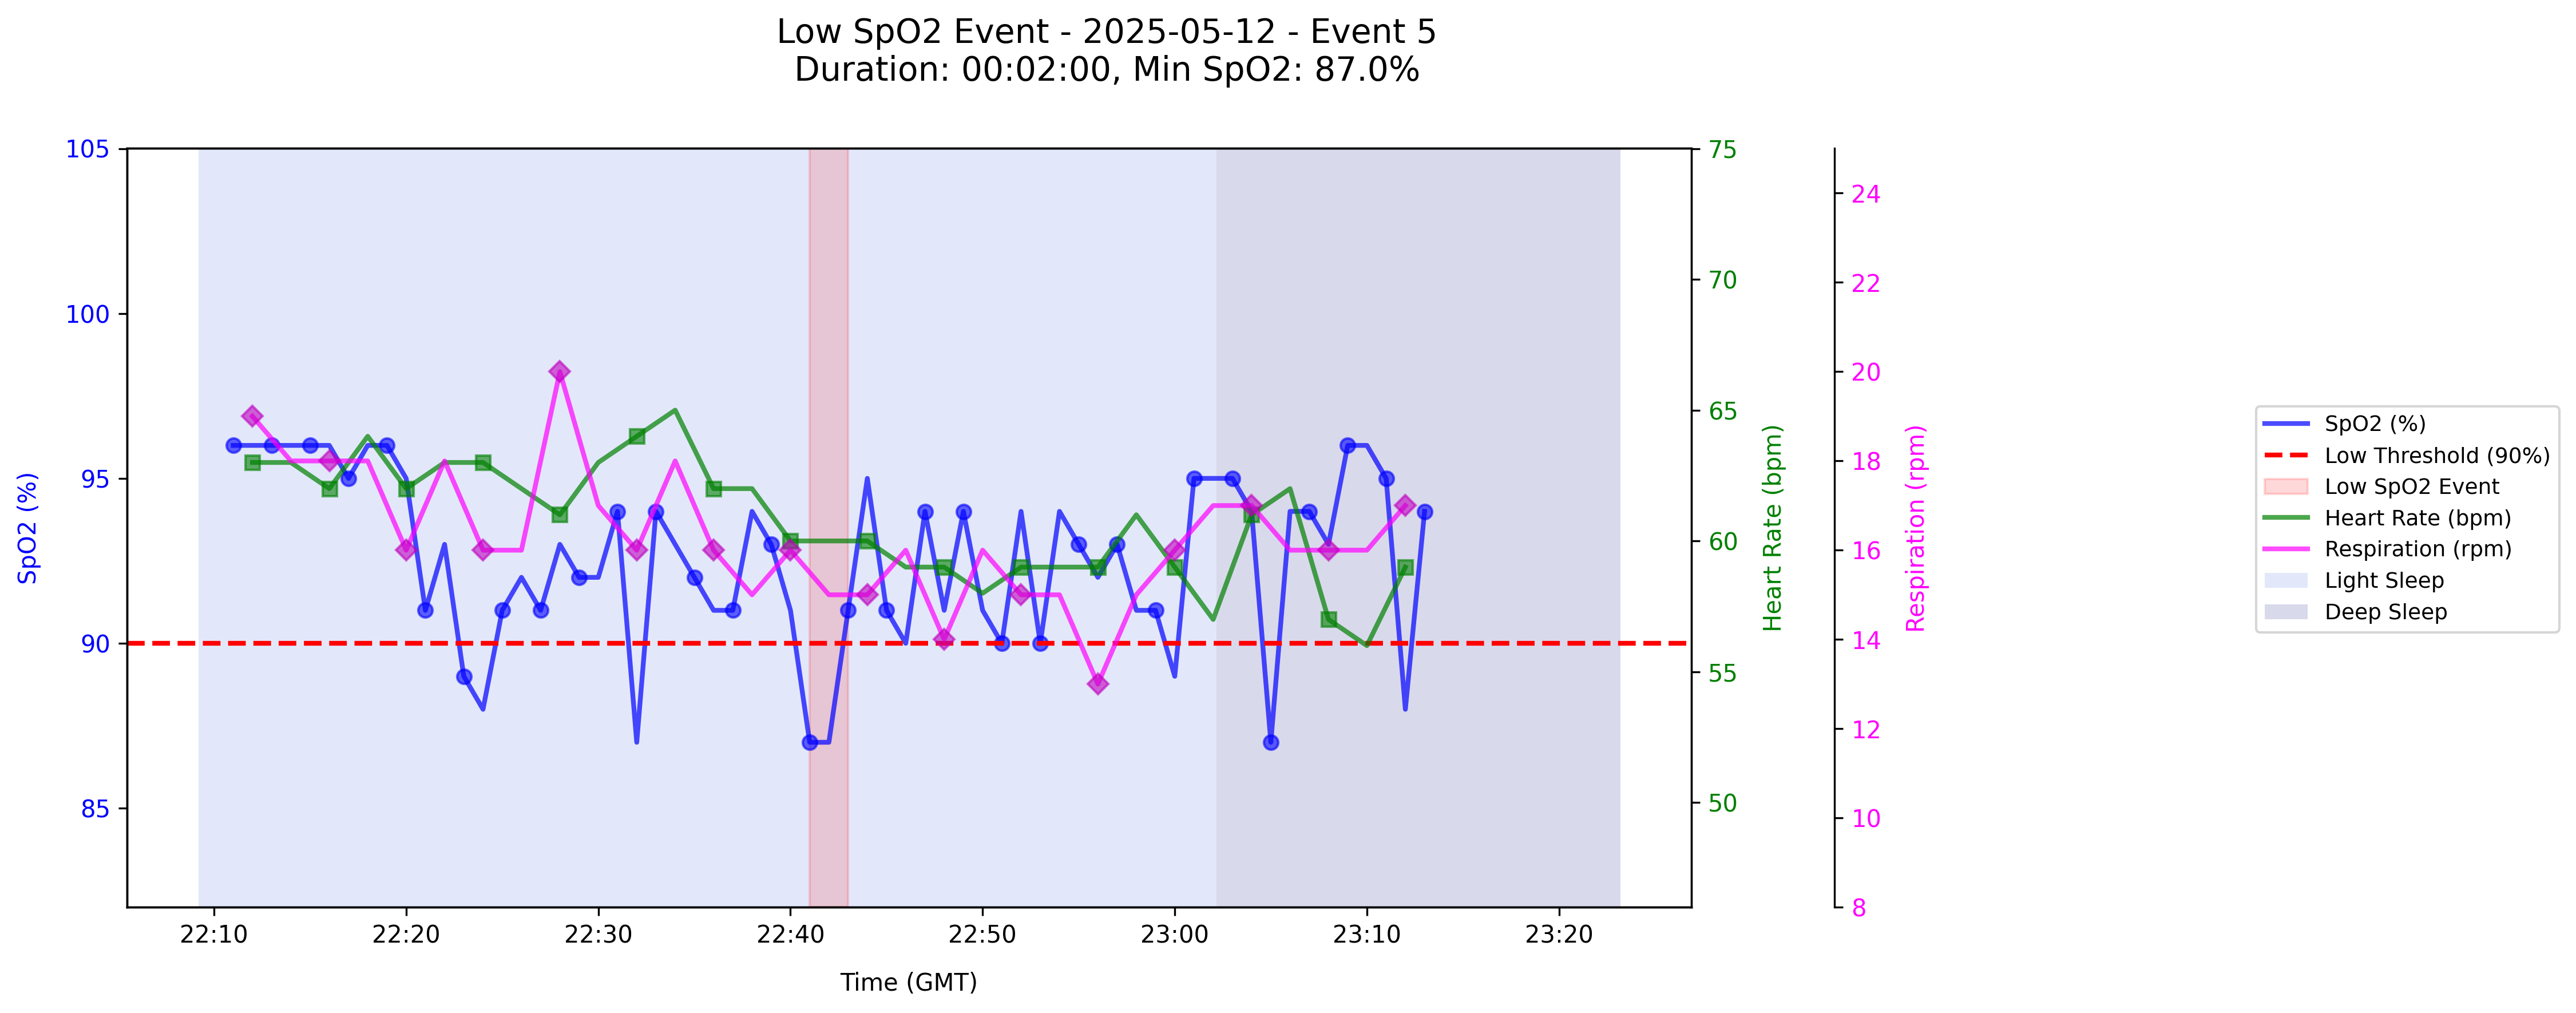 Low SpO2 Event - 2025-05-12 - Event 5
Duration: 00:02:00, Min SpO2: 87.0%
105
100
95
90
85
SpO2 (%)
75
70
65
60
55
50
Heart Rate (bpm)
24
22
20
18
16
14
12
10
8
Respiration (rpm)
22:10
22:20
22:30
22:40
22:50
23:00
23:10
23:20
Time (GMT)
SpO2 (%)
Low Threshold (90%)
Low SpO2 Event
Heart Rate (bpm)
Respiration (rpm)
Light Sleep
Deep Sleep